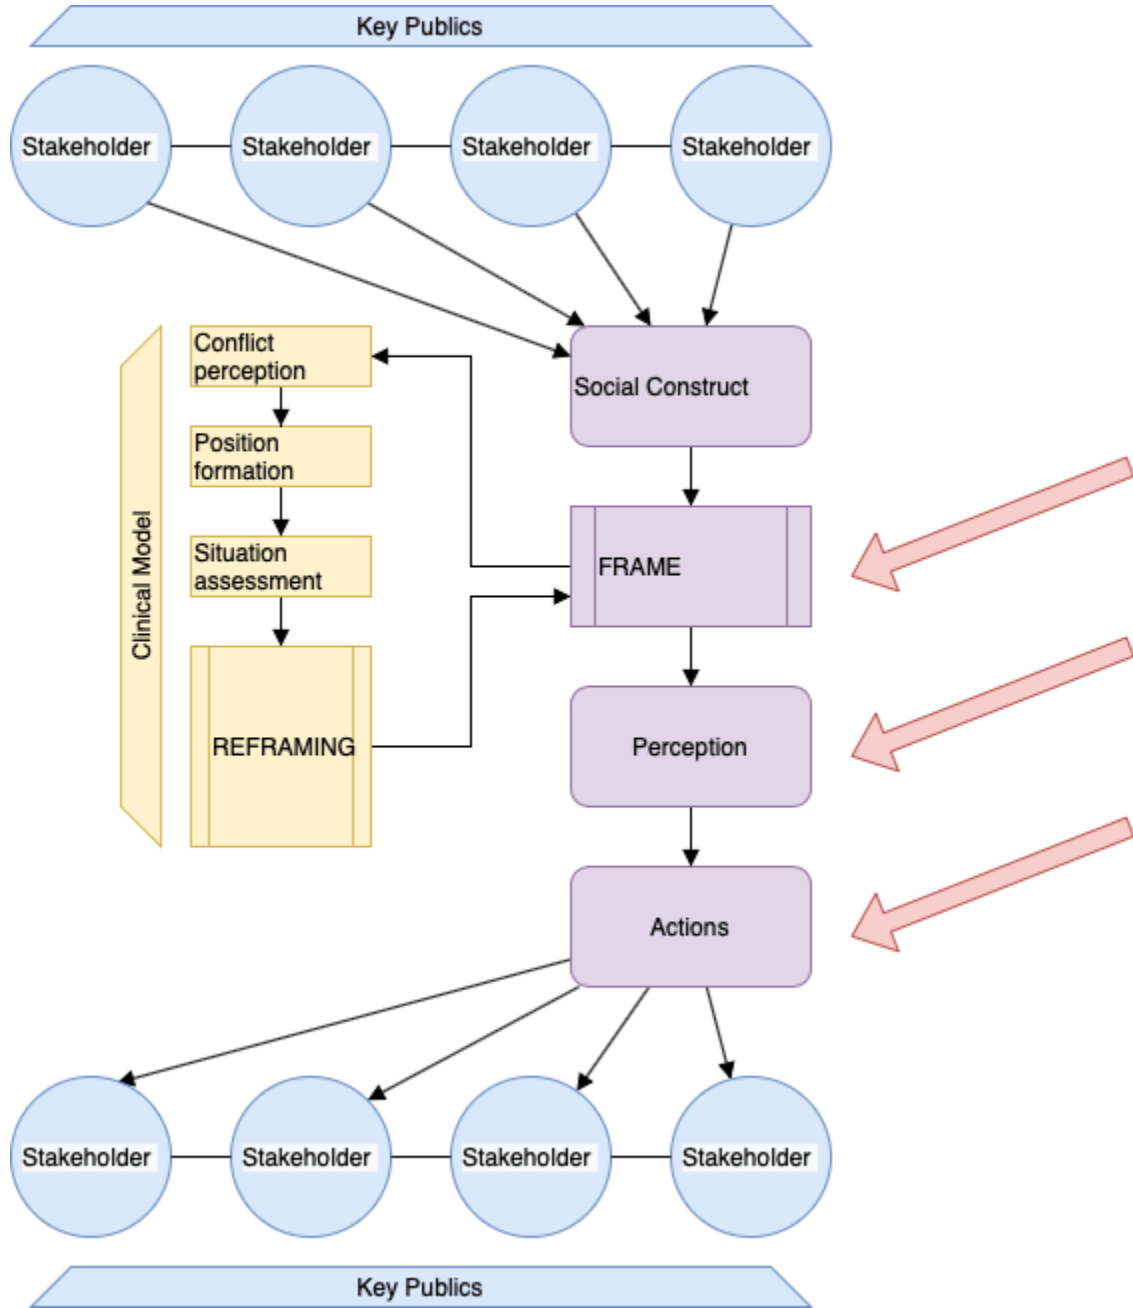 Key Publics
Stakeholder
Stakeholder
Stakeholder
Stakeholder
Conflict
perception
Social Construct
Position
formation
Situation
assessment
FRAME
Clinical Model
REFRAMING
Perception
Actions
Stakeholder
Stakeholder
Stakeholder
Stakeholder
Key Publics